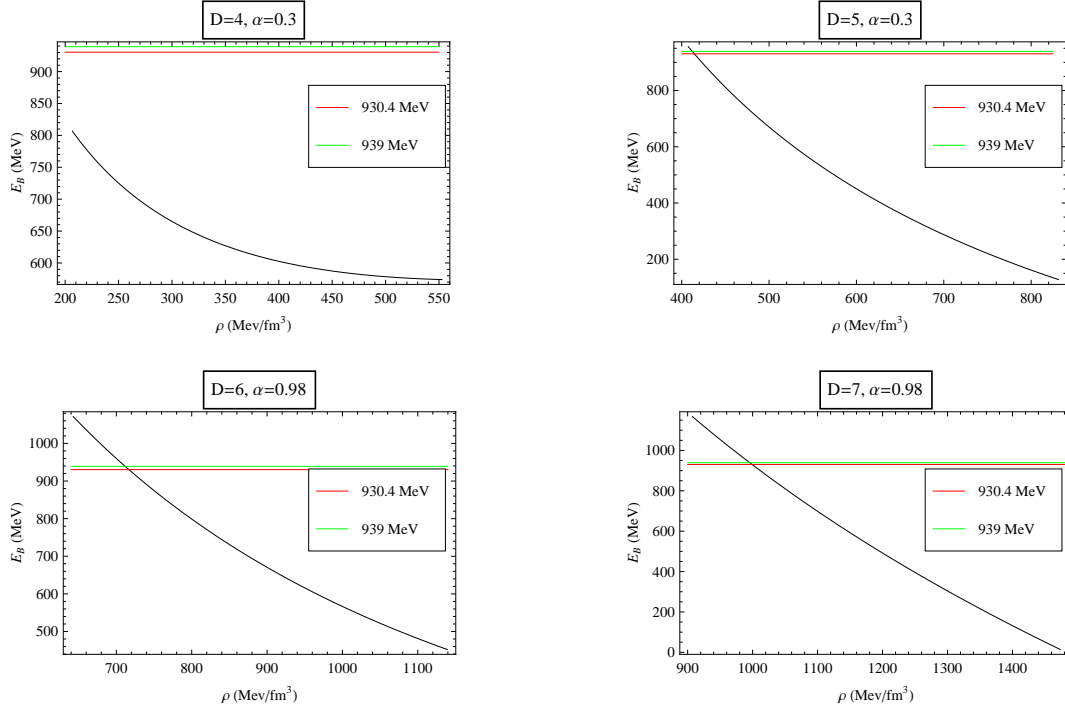 D=4, α=0.3
900
850
800
750
700
650
600
E_B (MeV)
200 250 300 350 400 450 500 550
ρ (Mev/fm³)
930.4 MeV
939 MeV
D=5, α=0.3
800
600
400
200
E_B (MeV)
400 500 600 700 800
ρ (Mev/fm³)
930.4 MeV
939 MeV
D=6, α=0.98
1000
900
800
700
600
500
E_B (MeV)
700 800 900 1000 1100
ρ (Mev/fm³)
930.4 MeV
939 MeV
D=7, α=0.98
1000
800
600
400
200
0
E_B (MeV)
900 1000 1100 1200 1300 1400
ρ (Mev/fm³)
930.4 MeV
939 MeV